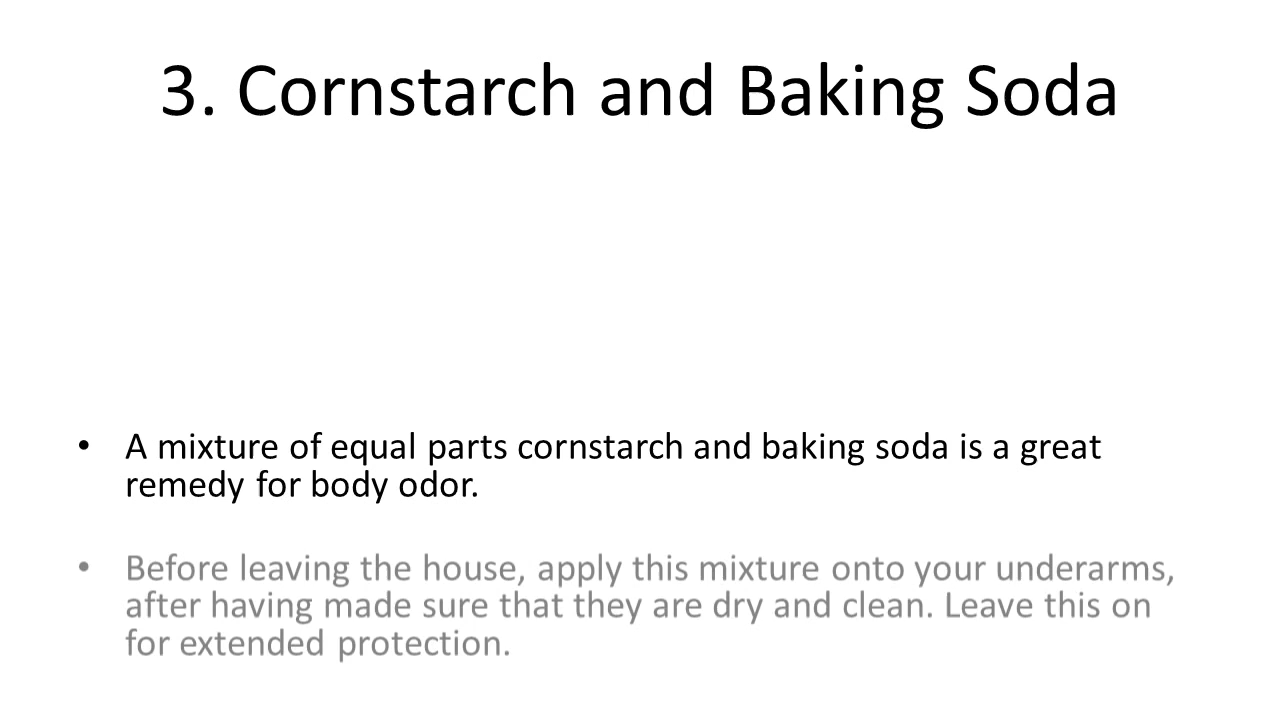 3. Cornstarch and Baking Soda
• A mixture of equal parts cornstarch and baking soda is a great
remedy for body odor.
• Before leaving the house, apply this mixture onto your underarms,
after having made sure that they are dry and clean. Leave this on
for extended protection.